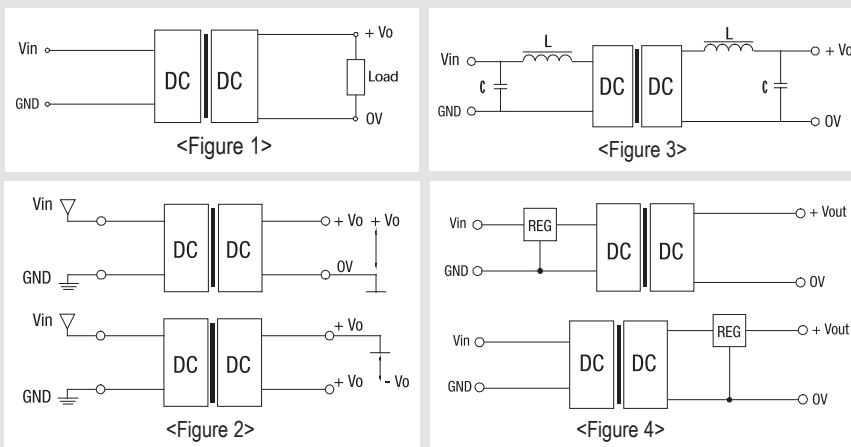 Vin
+ Vo
DC DC
Load
GND
0V
<Figure 1>
L
L
Vin
+ Vo
C
DC DC
C
GND
0V
<Figure 3>
Vin
+ Vo + Vo
DC DC
GND
0V
Vin
+ Vo
DC DC
GND
+ Vo - Vo
<Figure 2>
Vin
REG
+ Vout
DC DC
GND
0V
Vin
REG
+ Vout
DC DC
GND
0V
<Figure 4>